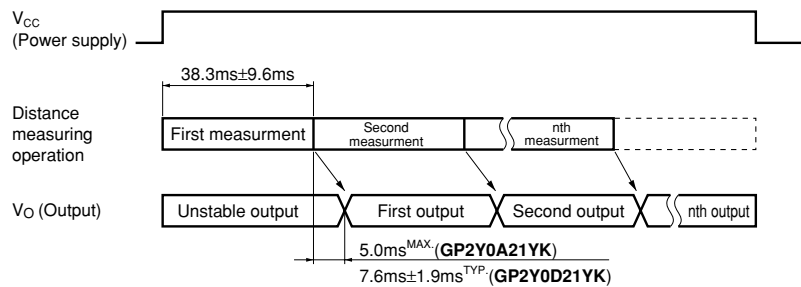 VCC
(Power supply)
38.3ms±9.6ms
Distance
measuring
operation
First measurment
Second
measurment
nth
measurment
VO (Output)
Unstable output
First output
Second output
nth output
5.0msMAX.(GP2Y0A21YK)
7.6ms±1.9msTYP.(GP2Y0D21YK)